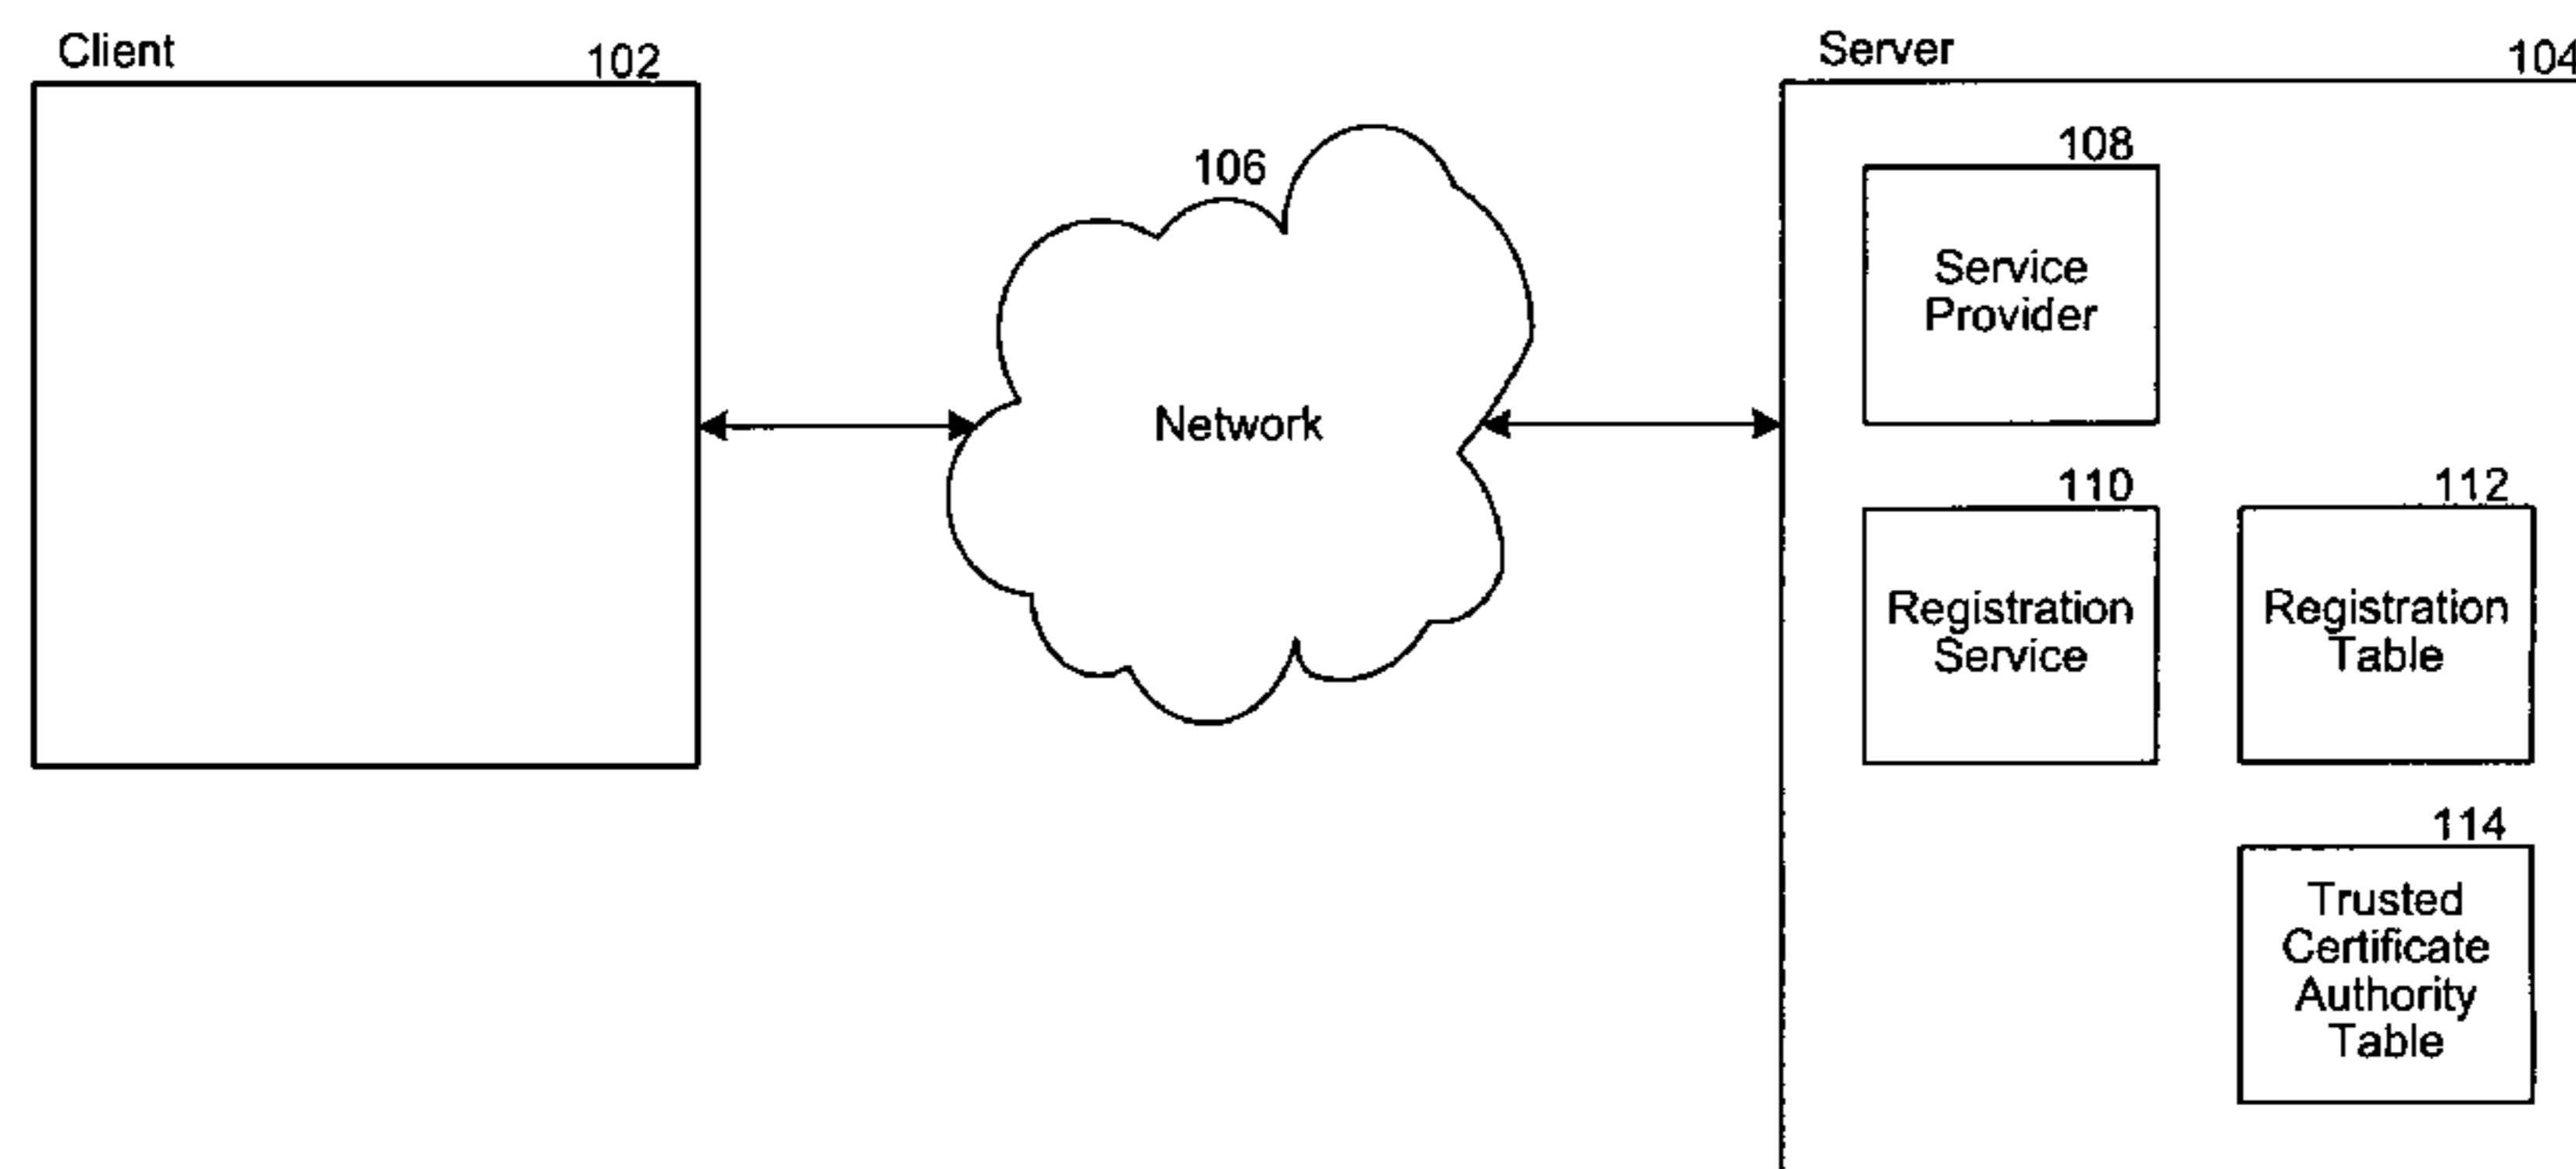 Client
102
Server
104
106
Network
108
Service
Provider
110
Registration
Service
112
Registration
Table
114
Trusted
Certificate
Authority
Table